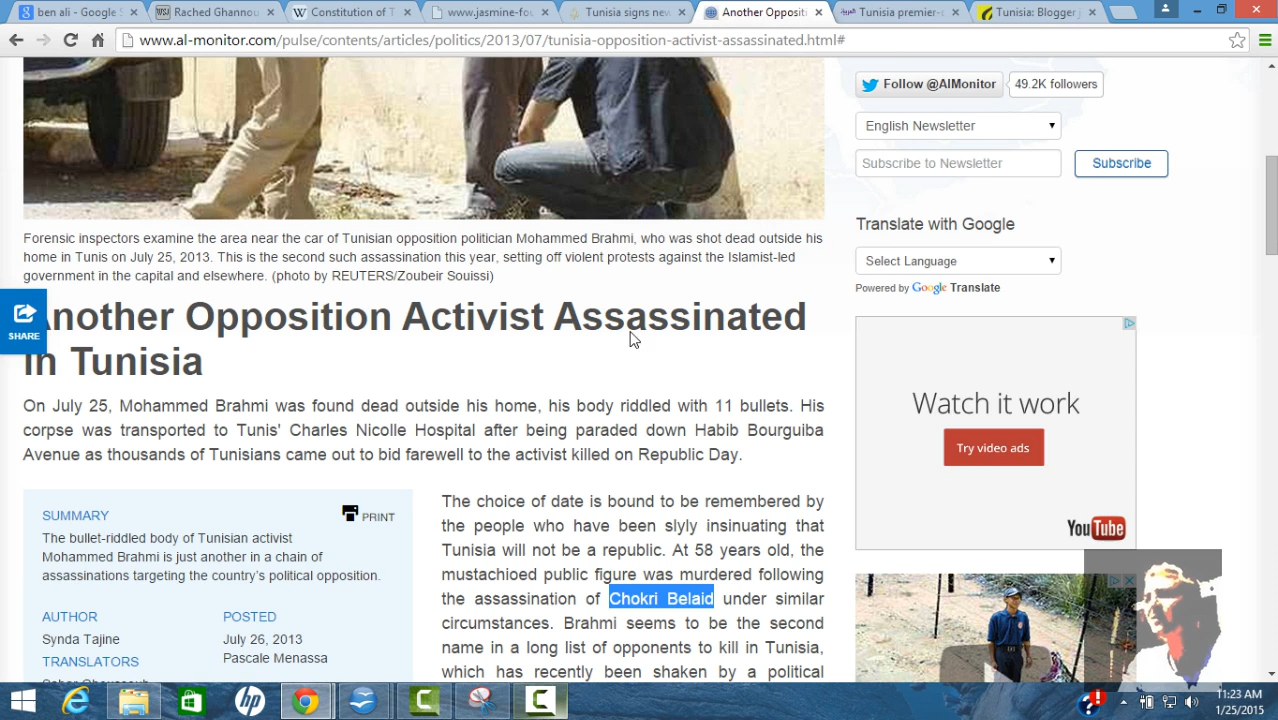 ben ali - Google
Rached Ghannou
Constitution of T
www.jasmine-fou
Tunisia signs new
Another Oppositi
Tunisia premier-
Tunisia: Blogger j
www.al-monitor.com/pulse/contents/articles/politics/2013/07/tunisia-opposition-activist-assassinated.html#
Follow @AlMonitor
49.2K followers
English Newsletter
Subscribe to Newsletter
Subscribe
Translate with Google
Select Language
Powered by Google Translate
Forensic inspectors examine the area near the car of Tunisian opposition politician Mohammed Brahmi, who was shot dead outside his
home in Tunis on July 25, 2013. This is the second such assassination this year, setting off violent protests against the Islamist-led
government in the capital and elsewhere. (photo by REUTERS/Zoubeir Souissi)
SHARE
Another Opposition Activist Assassinated
in Tunisia
On July 25, Mohammed Brahmi was found dead outside his home, his body riddled with 11 bullets. His
corpse was transported to Tunis' Charles Nicolle Hospital after being paraded down Habib Bourguiba
Avenue as thousands of Tunisians came out to bid farewell to the activist killed on Republic Day.
SUMMARY
PRINT
The bullet-riddled body of Tunisian activist
Mohammed Brahmi is just another in a chain of
assassinations targeting the country's political opposition.
AUTHOR
Synda Tajine
TRANSLATORS
POSTED
July 26, 2013
Pascale Menassa
The choice of date is bound to be remembered by
the people who have been slyly insinuating that
Tunisia will not be a republic. At 58 years old, the
mustachioed public figure was murdered following
the assassination of Chokri Belaid under similar
circumstances. Brahmi seems to be the second
name in a long list of opponents to kill in Tunisia,
which has recently been shaken by a political
Watch it work
Try video ads
YouTube
11:23 AM
1/25/2015